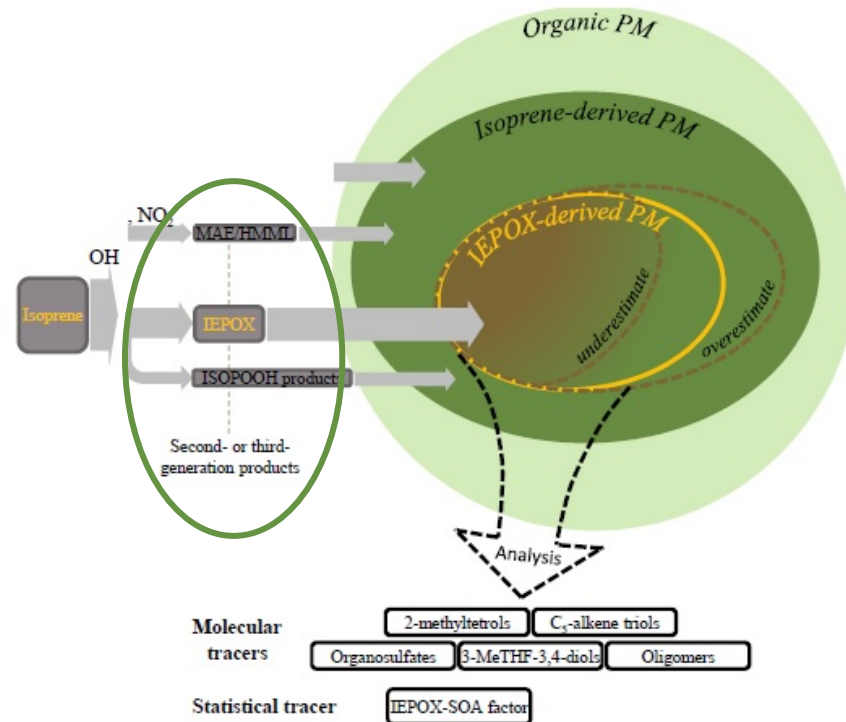 Organic PM
Isoprene-derived PM
IEPOX-derived PM
, NO2
MAE/HMML
OH
Isoprene
IEPOX
underestimate
overestimate
ISOPOOH products
Second- or third-
generation products
Analysis
Molecular
tracers
2-methyltetrols
C5-alkene triols
Organosulfates
3-MeTHF-3,4-diols
Oligomers
Statistical tracer
IEPOX-SOA factor